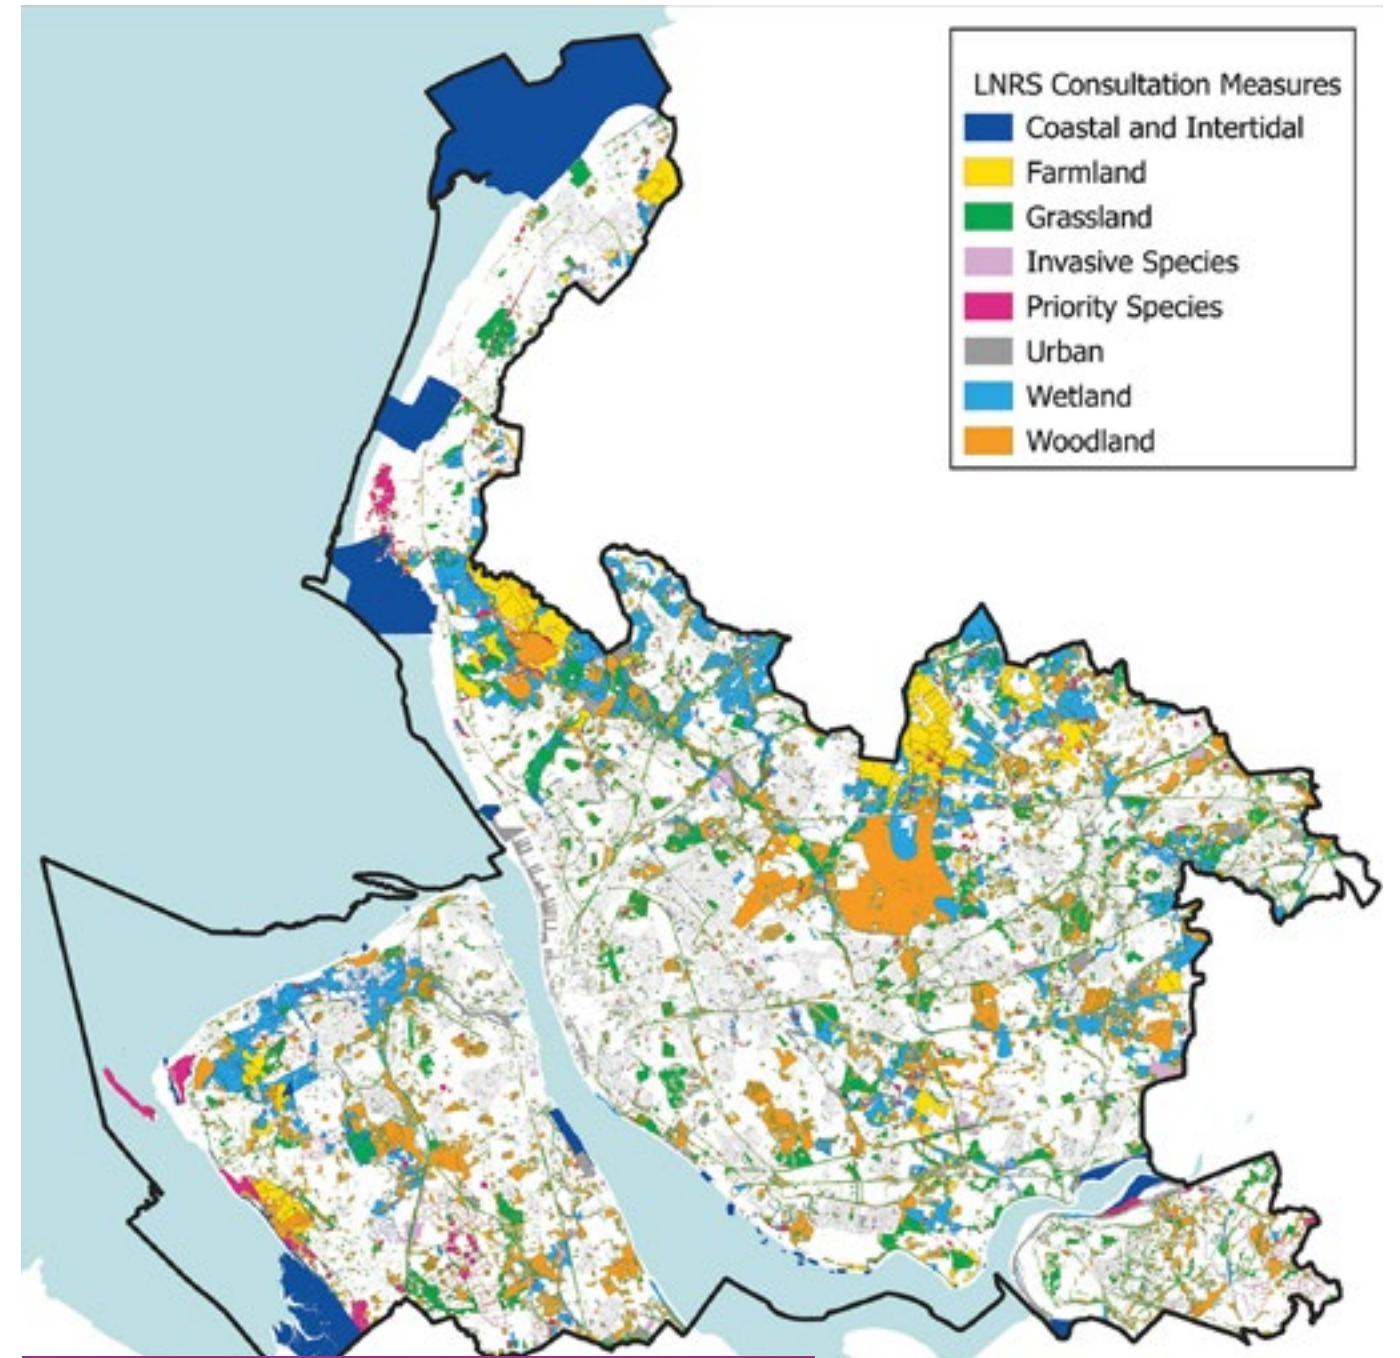 LNRS Consultation Measures
Coastal and Intertidal
Farmland
Grassland
Invasive Species
Priority Species
Urban
Wetland
Woodland